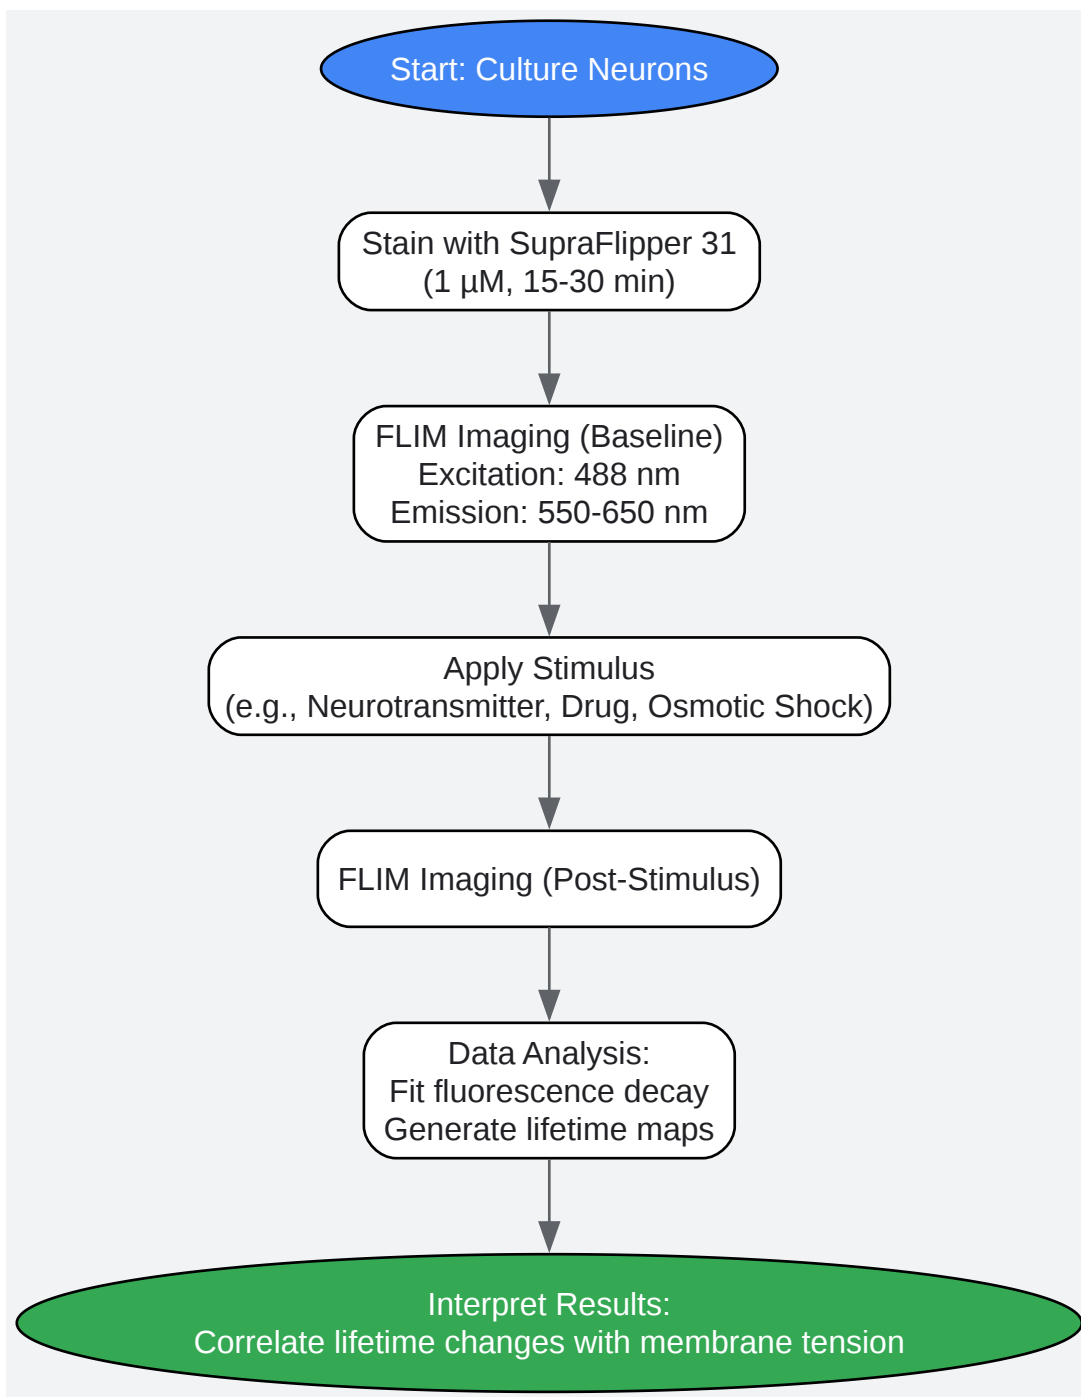 Start: Culture Neurons
Stain with SupraFlipper 31
(1 µM, 15-30 min)
FLIM Imaging (Baseline)
Excitation: 488 nm
Emission: 550-650 nm
Apply Stimulus
(e.g., Neurotransmitter, Drug, Osmotic Shock)
FLIM Imaging (Post-Stimulus)
Data Analysis:
Fit fluorescence decay
Generate lifetime maps
Interpret Results:
Correlate lifetime changes with membrane tension